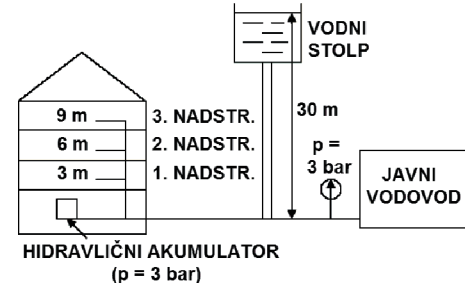 VODNI
STOLP
9 m
3. NADSTR.
30 m
6 m
2. NADSTR.
p =
3 bar
3 m
1. NADSTR.
JAVNI
VODOVOD
HIDRAVLIČNI AKUMULATOR
(p = 3 bar)